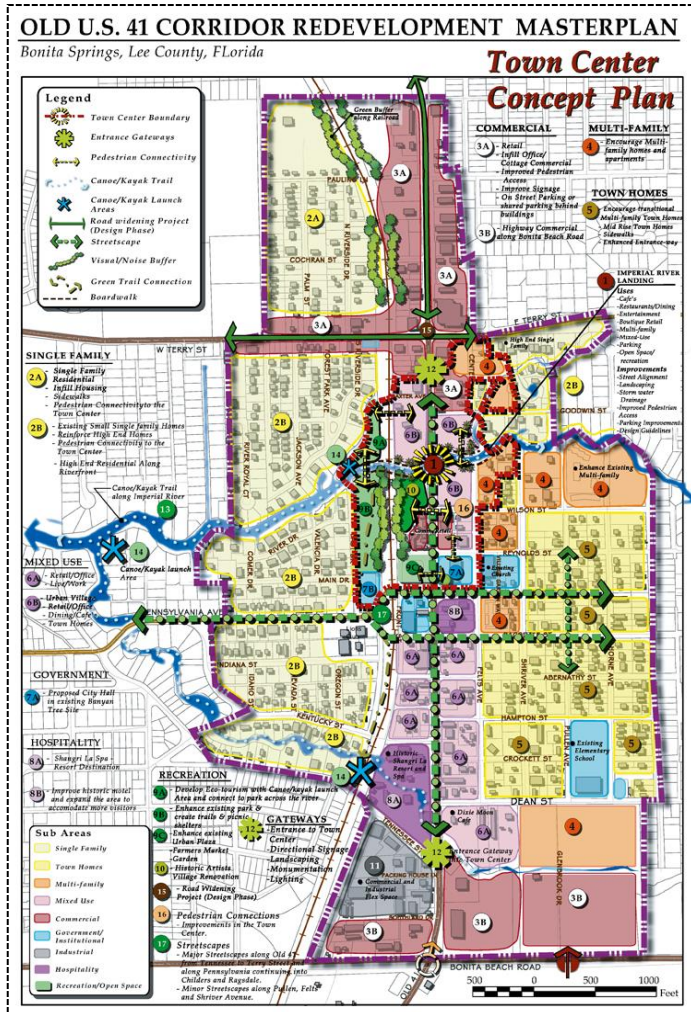 OLD U.S. 41 CORRIDOR REDEVELOPMENT MASTERPLAN
Bonita Springs, Lee County, FLorida
Town Center
Concept Plan
Legend
Town Center Boundary
Entrance Gateways
Pedestrian Connectivity
Canoe/Kayak Trail
Canoe/Kayak Launch
Areas
Road widening Project
(Design Phase)
Streetscape
Visual/Noise Buffer
Green Trail Connection
Boardwalk
COMMERCIAL
3A
- Retail
- Infill Office/
Cottage Commercial
- Improved Pedestrian
Access
- Improve Signage
- On Street Parking or
shared parking behind
buildings
3B
- Highway Commercial
along Bonita Beach Road
MULTI-FAMILY
4
- Encourage Multi-
family homes and
apartments
TOWN HOMES
5
- Encourage transitional
Multi-family Town Homes
- Mid Rise Town Homes
- Sidewalks
- Enhanced Entrance-way
1
IMPERIAL RIVER
LANDING
Uses
-Cafe's
-Restaurants/Dining
-Entertainment
-Boutique Retail
-Multi-family
-Mixed-Use
-Parking
-Open Space/
recreation
Improvements
-Street Alignment
-Landscaping
-Storm water
Drainage
-Improved Pedestrian
Access
-Parking Improvements
-Design Guidelines
SINGLE FAMILY
2A
- Single Family
Residential
- Infill Housing
- Sidewalks
- Pedestrian Connectivity to
the Town Center
2B
- Existing Small Single family Homes
- Reinforce High End Homes
- Pedestrian Connectivity to the
Town Center
- High End Residential Along
Riverfront
Canoe/Kayak Trail
along Imperial River
13
14
Canoe/Kayak launch
Area
MIXED USE
6A
- Retail/Office
- Live/Work
6B
- Urban Village
- Retail/Office
- Dining/Cafe's
- Town Homes
GOVERNMENT
7A
- Proposed City Hall
in existing Banyan
Tree Site
HOSPITALITY
8A
- Shangri La Spa -
Resort Destination
8B
- Improve historic motel
and expand the area to
accomodate more visitors
Sub Areas
Single Family
Town Homes
Multi-family
Mixed Use
Commercial
Government/
Institutional
Industrial
Hospitality
Recreation/Open Space
RECREATION
9A
- Develop Eco-tourism with Canoe/kayak launch
Area and connect to park across the river
9B
- Enhance existing park &
create trails & picnic
shelters
9C
- Enhance existing
Urban Plaza
- Farmers Market
- Garden
10
- Historic Artists
Village Renovation
15
- Road Widening
Project (Design Phase)
16
Pedestrian Connections
- Improvements in the Town
Center.
17
Streetscapes
- Major Streetscapes along Old 41
from Tennessee to Terry Street and
along Pennsylvania continuing into
Childers and Ragsdale.
- Minor Streetscapes along Pullen, Felts
and Shriver Avenue.
12
GATEWAYS
- Entrance to Town
Center
- Directional Signage
- Landscaping
- Monumentation
- Lighting
Green Buffer
along Railroad
N RIVERSIDE DR
COCHRAN ST
PALM ST
W TERRY ST
E TERRY ST
High End Single
Family
GOODWIN ST
FOREST PARK AVE
JACKSON AVE
RIVER ROYAL CT
RIVER DR
VALENCIA DR
MAIN DR
COMER DR
Enhance Existing
Multi-family
WILSON ST
REYNOLDS ST
Existing
Church
PENNSYLVANIA AVE
INDIANA ST
IDAHO ST
NEVADA ST
OREGON ST
KENTUCKY ST
FELTS AVE
SHRIVER AVE
ABERNATHY ST
HAMPTON ST
CROCKETT ST
PULLEN AVE
Existing
Elementary
School
DEAN ST
Historic
Shangri La
Resort and
Spa
Dixie Moon
Cafe
Entrance Gateway
Into Town Center
TENNESSEE ST
11
PACKING HOUSE LN
Commercial and
Industrial
Flex Space
GLENBROOK DR
BONITA BEACH ROAD
OLD 41
500 0 500 1000
Feet